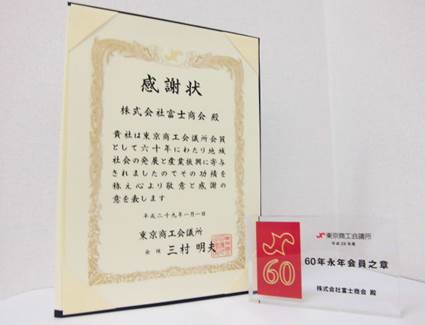 感謝状
株式会社富士商会 殿
貴社は東京商工会議所会員
として六十年にわたり地域
社会の発展と産業振興に寄与
されましたのでその功績を
称え心より敬意と感謝の
意を表します
平成二十九年一月一日
東京商工会議所
会頭 三村 明夫
東京商工会議所
平成28年度
60年永年会員之章
株式会社富士商会 殿
60